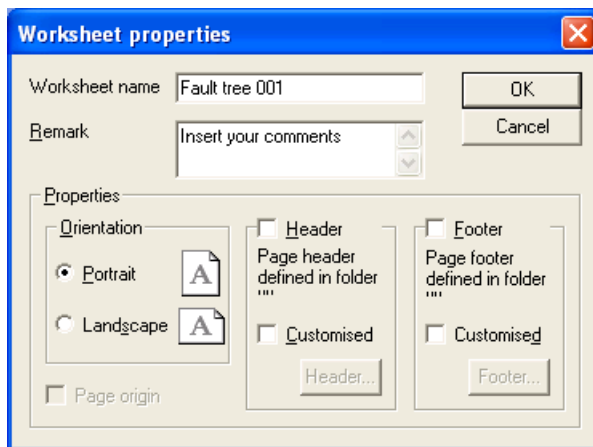 Worksheet properties
Worksheet name
Fault tree 001
OK
Remark
Insert your comments
Cancel
Properties
Orientation
Portrait
A
Landscape
A
Page origin
Header
Page header
defined in folder
""
Customised
Header...
Footer
Page footer
defined in folder
""
Customised
Footer...